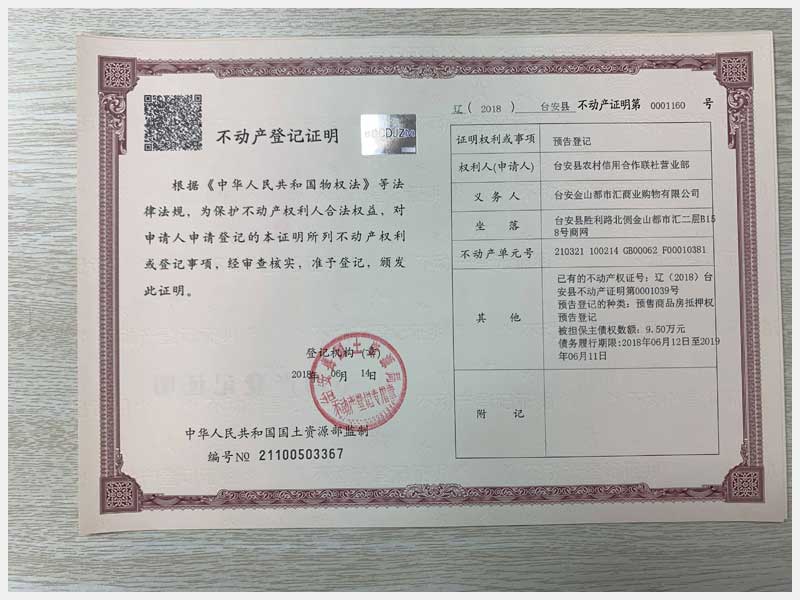 不动产登记证明
根据《中华人民共和国物权法》等法
律法规，为保护不动产权利人合法权益，对
申请人申请登记的本证明所列不动产权利
或登记事项，经审查核实，准予登记，颁发
此证明。
登记机构（章）
2018年 06月 14日
不动产登记专用章
中华人民共和国国土资源部监制
编号№ 21100503367
辽（ 2018 ） 台安县 不动产证明第 0001160 号
证明权利或事项 预告登记
权利人(申请人) 台安县农村信用合作联社营业部
义务人 台安金山都市汇商业购物有限公司
坐落 台安县胜利路北侧金山都市汇二层B15
8号商网
不动产单元号 210321 100214 GB00062 F00010381
其他
已有的不动产权证号：辽（2018）台
安县不动产证明第0001039号
预告登记的种类：预售商品房抵押权
预告登记
被担保主债权数额：9.50万元
债务履行期限:2018年06月12日至2019
年06月11日
附记